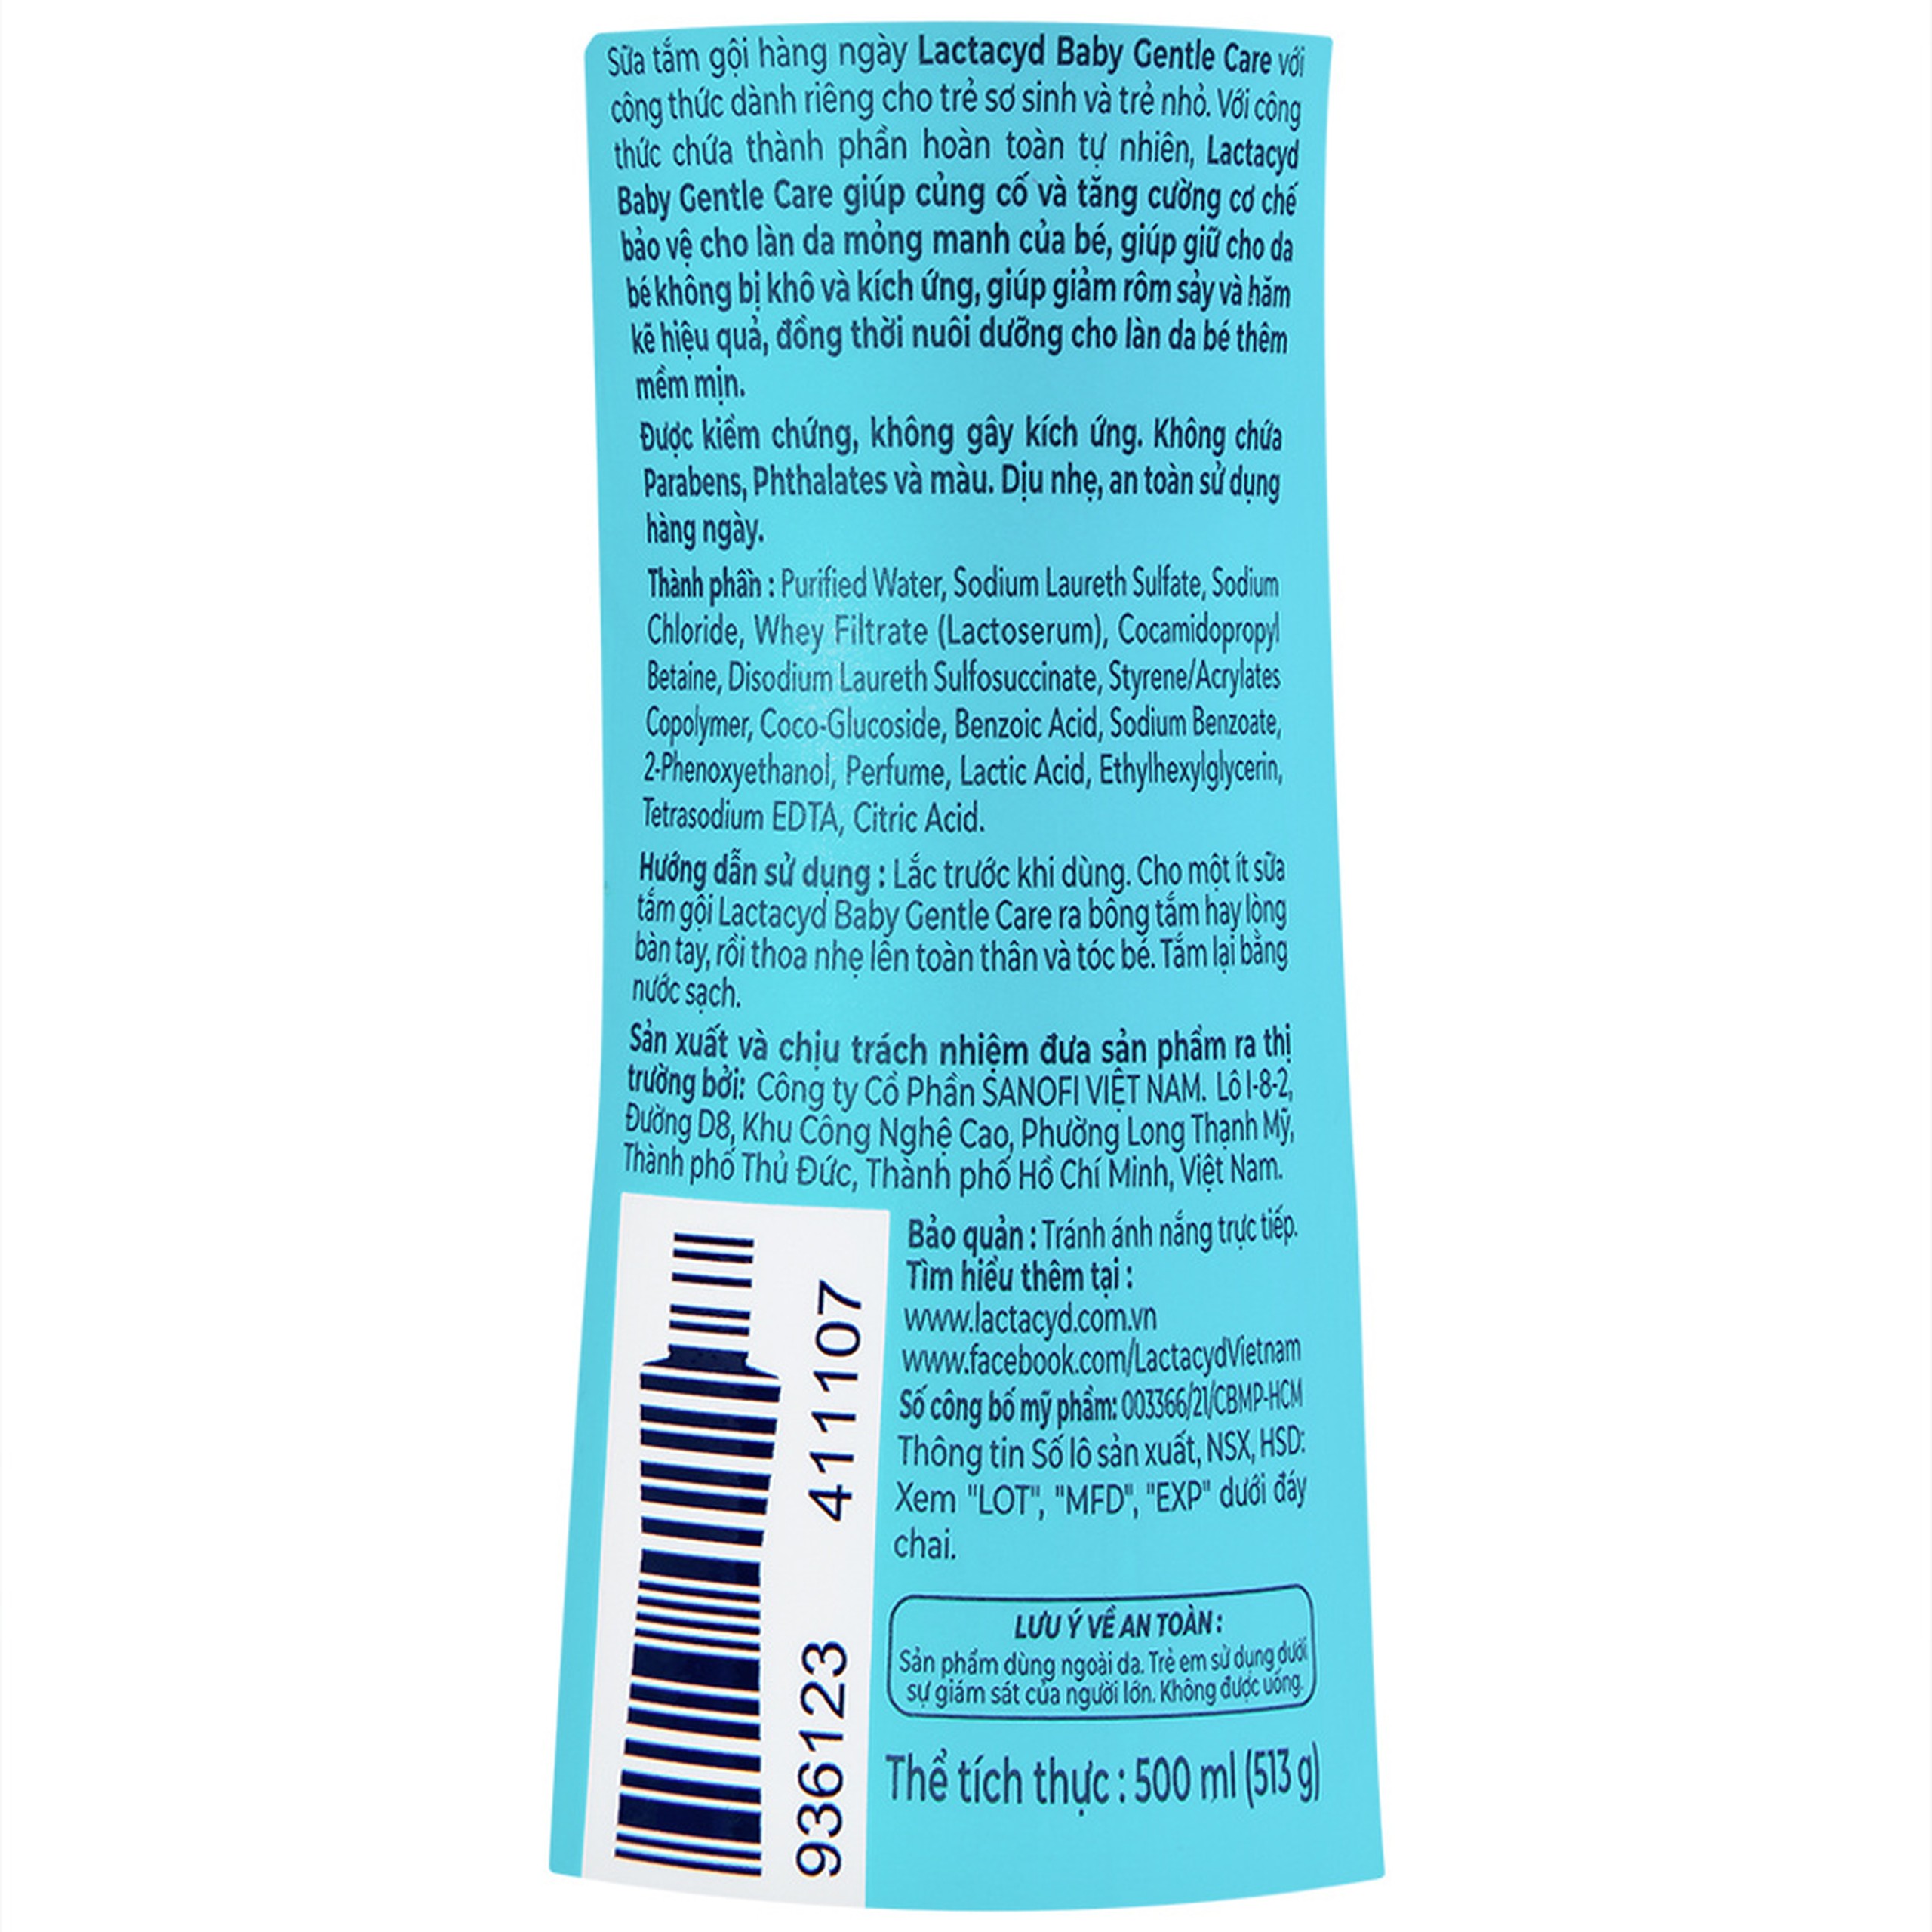 Sữa tắm gội hàng ngày Lactacyd Baby Gentle Care với
công thức dành riêng cho trẻ sơ sinh và trẻ nhỏ. Với công
thức chứa thành phần hoàn toàn tự nhiên, Lactacyd
Baby Gentle Care giúp củng cố và tăng cường cơ chế
bảo vệ cho làn da mỏng manh của bé, giúp giữ cho da
bé không bị khô và kích ứng, giúp giảm rôm sảy và hăm
kẽ hiệu quả, đồng thời nuôi dưỡng cho làn da bé thêm
mềm mịn.
Được kiểm chứng, không gây kích ứng. Không chứa
Parabens, Phthalates và màu. Dịu nhẹ, an toàn sử dụng
hàng ngày.
Thành phần : Purified Water, Sodium Laureth Sulfate, Sodium
Chloride, Whey Filtrate (Lactoserum), Cocamidopropyl
Betaine, Disodium Laureth Sulfosuccinate, Styrene/Acrylates
Copolymer, Coco-Glucoside, Benzoic Acid, Sodium Benzoate,
2-Phenoxyethanol, Perfume, Lactic Acid, Ethylhexylglycerin,
Tetrasodium EDTA, Citric Acid.
Hướng dẫn sử dụng : Lắc trước khi dùng. Cho một ít sữa
tắm gội Lactacyd Baby Gentle Care ra bông tắm hay lòng
bàn tay, rồi thoa nhẹ lên toàn thân và tóc bé. Tắm lại bằng
nước sạch.
Sản xuất và chịu trách nhiệm đưa sản phẩm ra thị
trường bởi: Công ty Cổ Phần SANOFI VIỆT NAM. Lô I-8-2,
Đường D8, Khu Công Nghệ Cao, Phường Long Thạnh Mỹ,
Thành phố Thủ Đức, Thành phố Hồ Chí Minh, Việt Nam.
936123 411107
Bảo quản : Tránh ánh nắng trực tiếp.
Tìm hiểu thêm tại :
www.lactacyd.com.vn
www.facebook.com/LactacydVietnam
Số công bố mỹ phẩm: 003366/21/CBMP-HCM
Thông tin Số lô sản xuất, NSX, HSD:
Xem "LOT", "MFD", "EXP" dưới đáy
chai.
LƯU Ý VỀ AN TOÀN :
Sản phẩm dùng ngoài da. Trẻ em sử dụng dưới
sự giám sát của người lớn. Không được uống.
Thể tích thực : 500 ml (513 g)